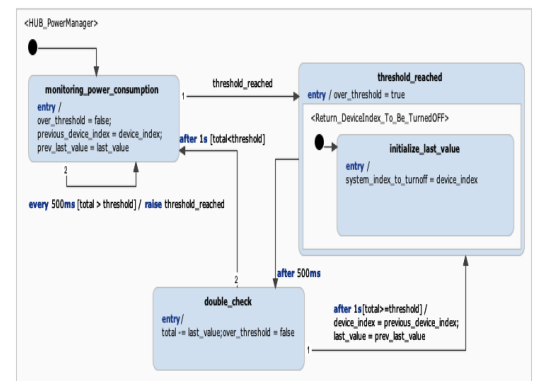 <HUB_PowerManager>
monitoring_power_consumption
entry /
over_threshold = false;
previous_device_index = device_index;
prev_last_value = last_value
1
threshold_reached
threshold_reached
entry / over_threshold = true
<Return_DeviceIndex_To_Be_TurnedOFF>
initialize_last_value
entry /
system_index_to_turnoff = device_index
after 1s [total<threshold]
2
every 500ms [total > threshold] / raise threshold_reached
after 500ms
2
double_check
entry/
total -= last_value;over_threshold = false
1
after 1s[total>=threshold] /
device_index = previous_device_index;
last_value = prev_last_value